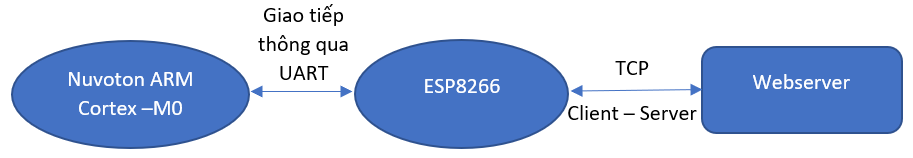 Nuvoton ARM
Cortex –M0
Giao tiếp
thông qua
UART
ESP8266
TCP
Client – Server
Webserver